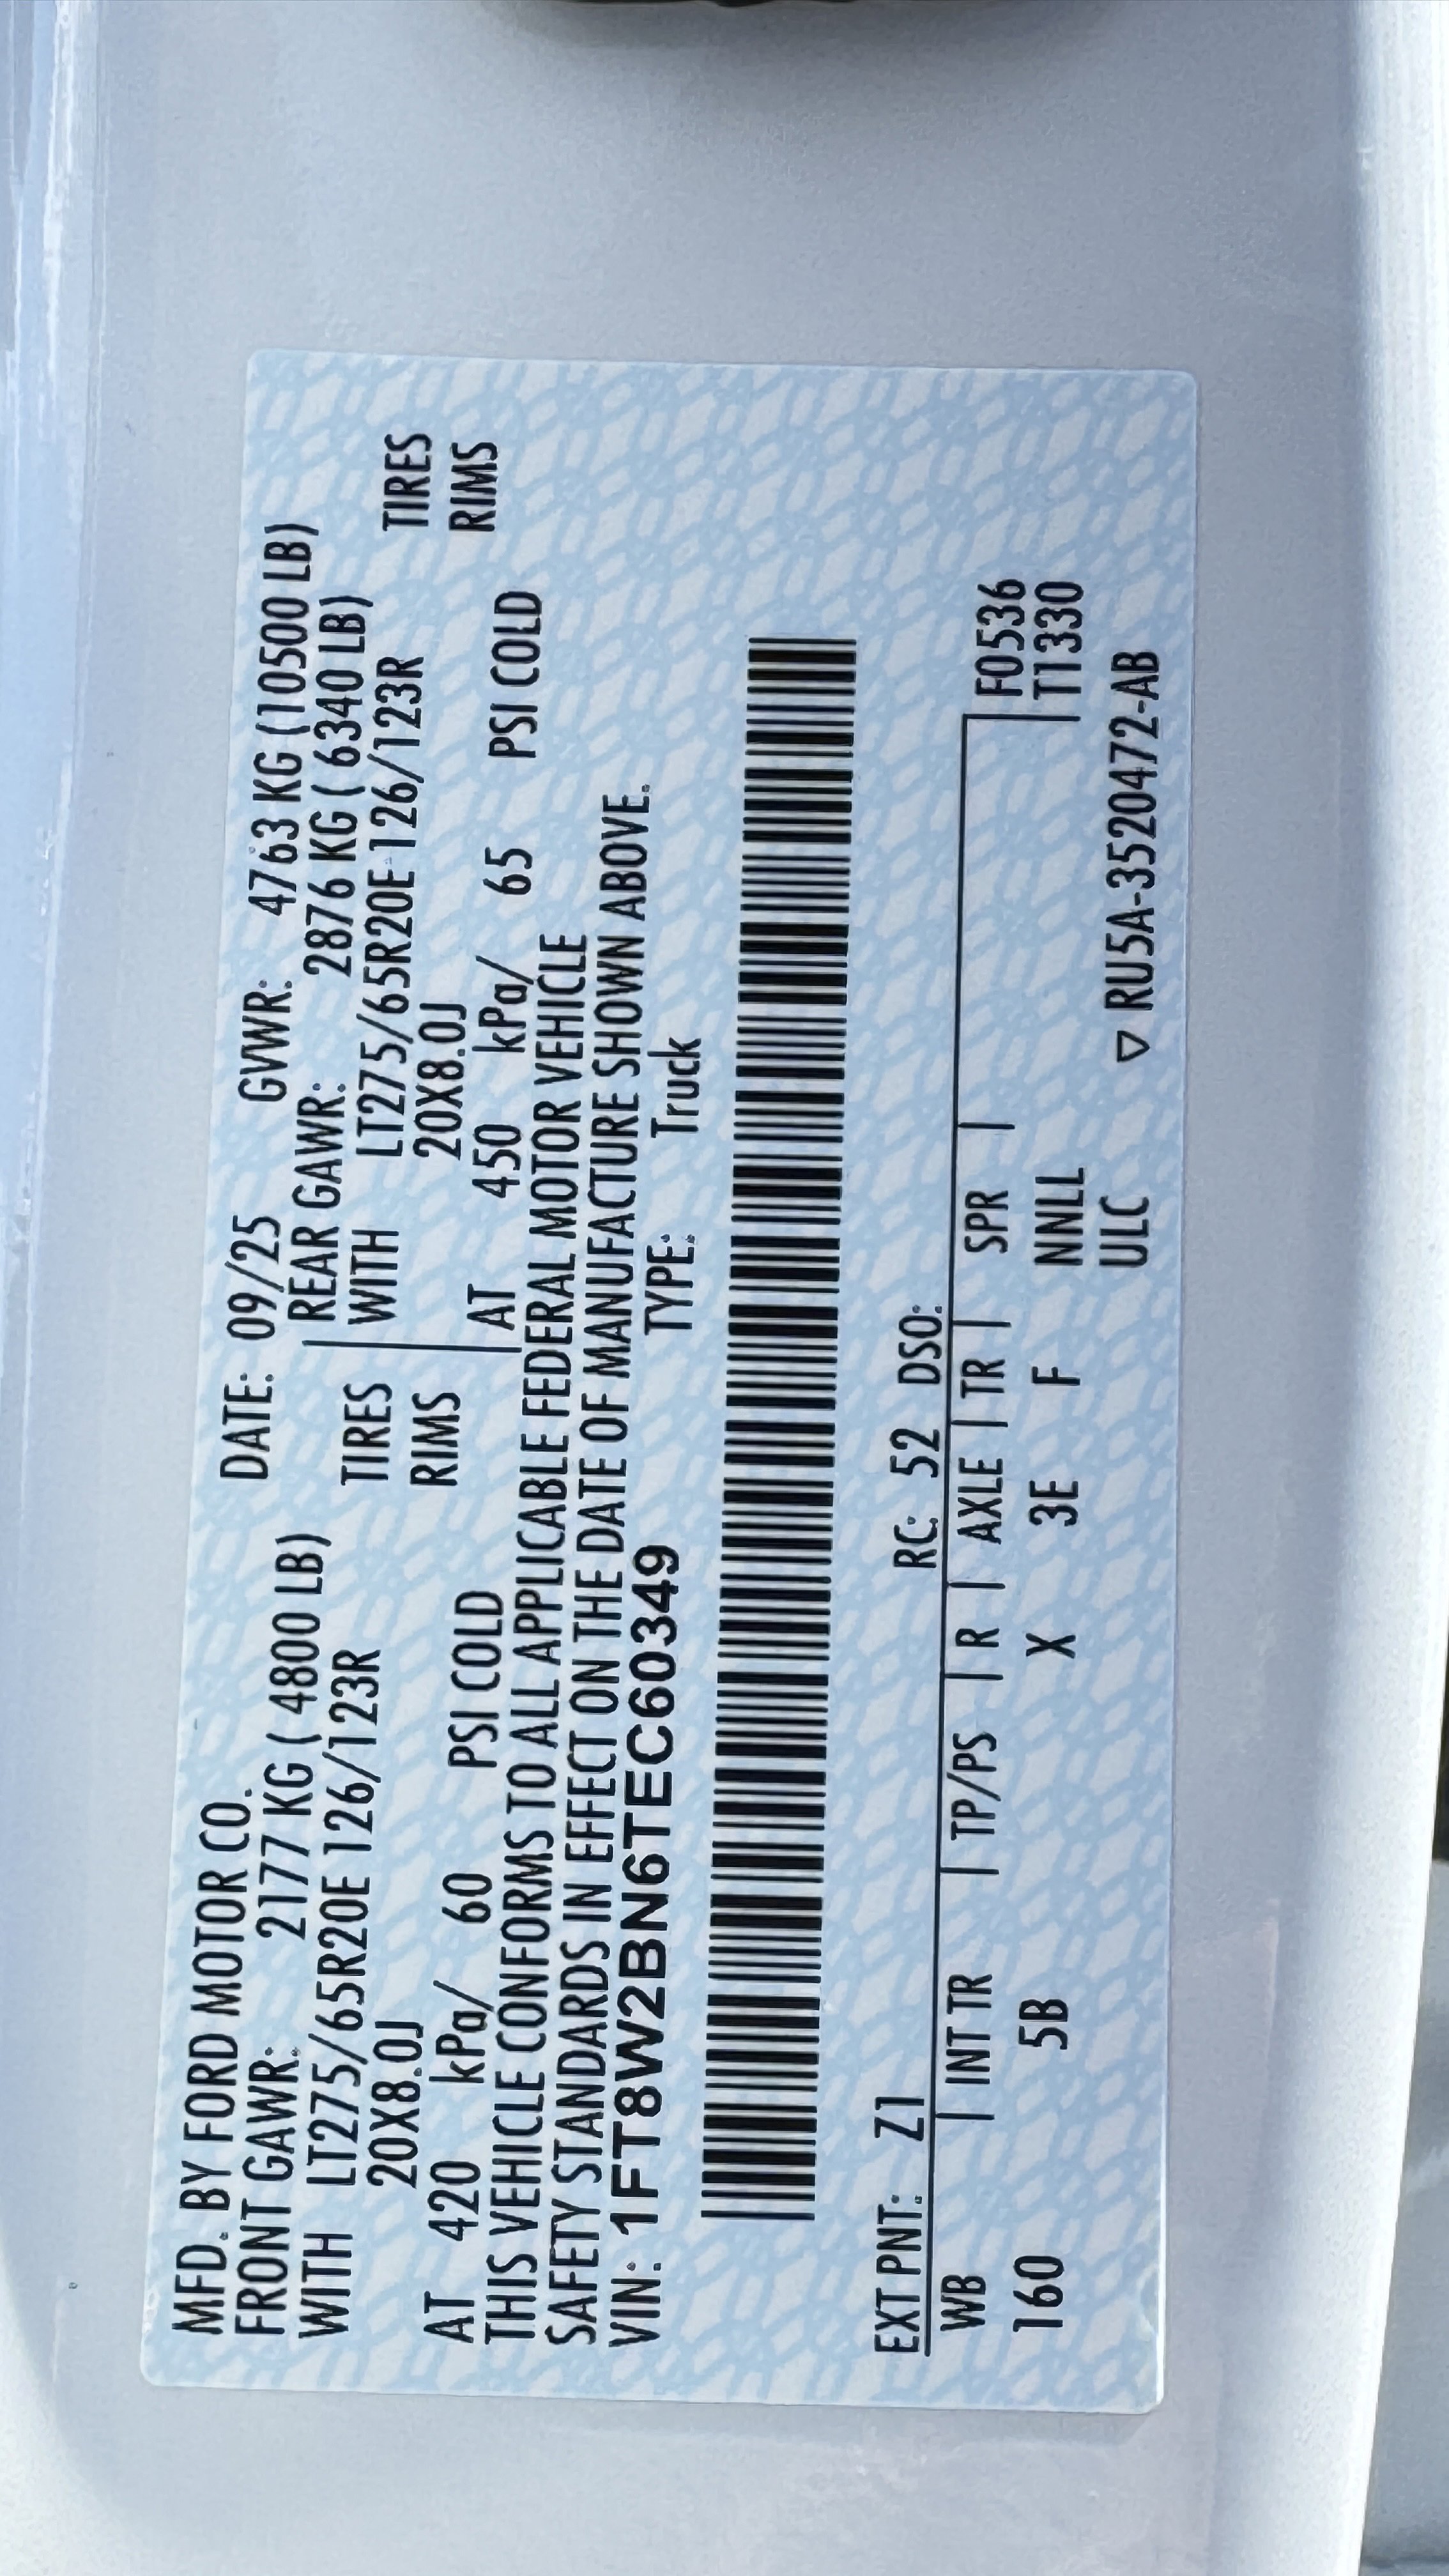 MFD. BY FORD MOTOR CO. DATE: 09/25 GVWR: 4763 KG (10500 LB)
FRONT GAWR: 2177 KG ( 4800 LB) REAR GAWR: 2876 KG ( 6340 LB)
WITH LT275/65R20E 126/123R TIRES WITH LT275/65R20E 126/123R TIRES
20X8.0J RIMS 20X8.0J RIMS
AT 420 kPa/ 60 PSI COLD AT 450 kPa/ 65 PSI COLD
THIS VEHICLE CONFORMS TO ALL APPLICABLE FEDERAL MOTOR VEHICLE
SAFETY STANDARDS IN EFFECT ON THE DATE OF MANUFACTURE SHOWN ABOVE.
VIN: 1FT8W2BN6TEC60349 TYPE: Truck
EXT PNT: Z1 RC: 52 DSO:
WB | INT TR | TP/PS | R | AXLE | TR | SPR | F0536
160 5B X 3E F NNLL T1330
ULC ▽ RU5A-3520472-AB